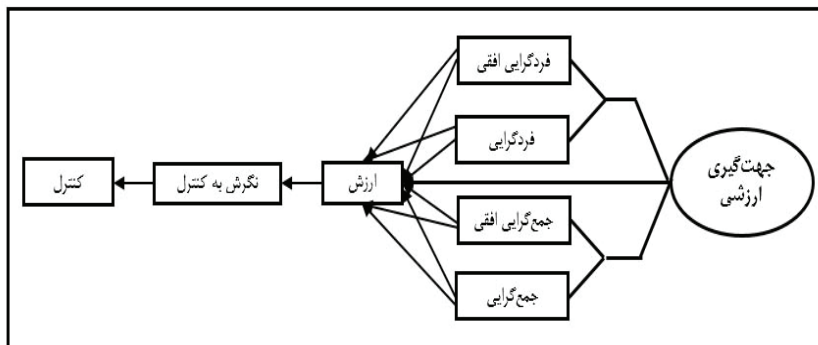 فردگرایی افقی
فردگرایی
جهت‌گیری
ارزشی
ارزش
نگرش به کنترل
کنترل
جمع‌گرایی افقی
جمع‌گرایی